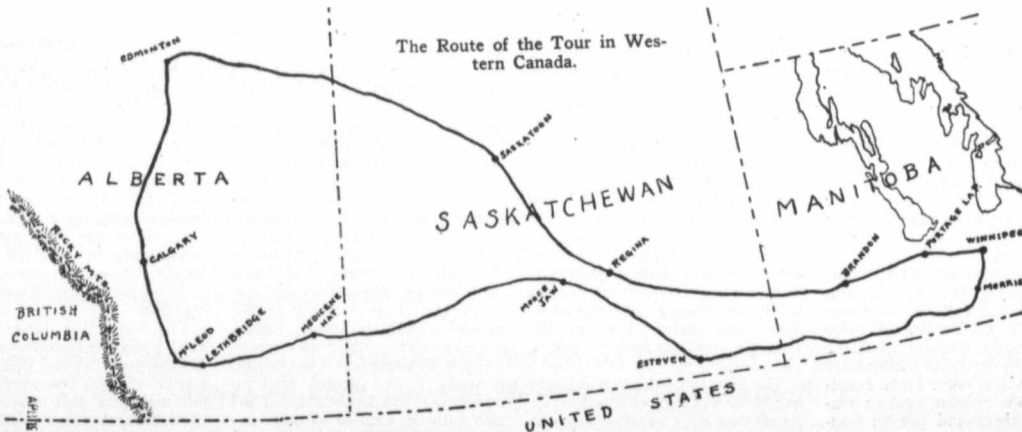 The Route of the Tour in Wes-
tern Canada.
EDMONTON
SASKATOON
ALBERTA
SASKATCHEWAN
MANITOBA
PORTAGE LAP.
WINNIPEG
BRANDON
REGINA
CALGARY
ROCKY MTS
MORRIS
MOOSE
JAW
MEDICINE
HAT
BRITISH
COLUMBIA
McLEOD
LETHBRIDGE
ESTEVEN
UNITED STATES